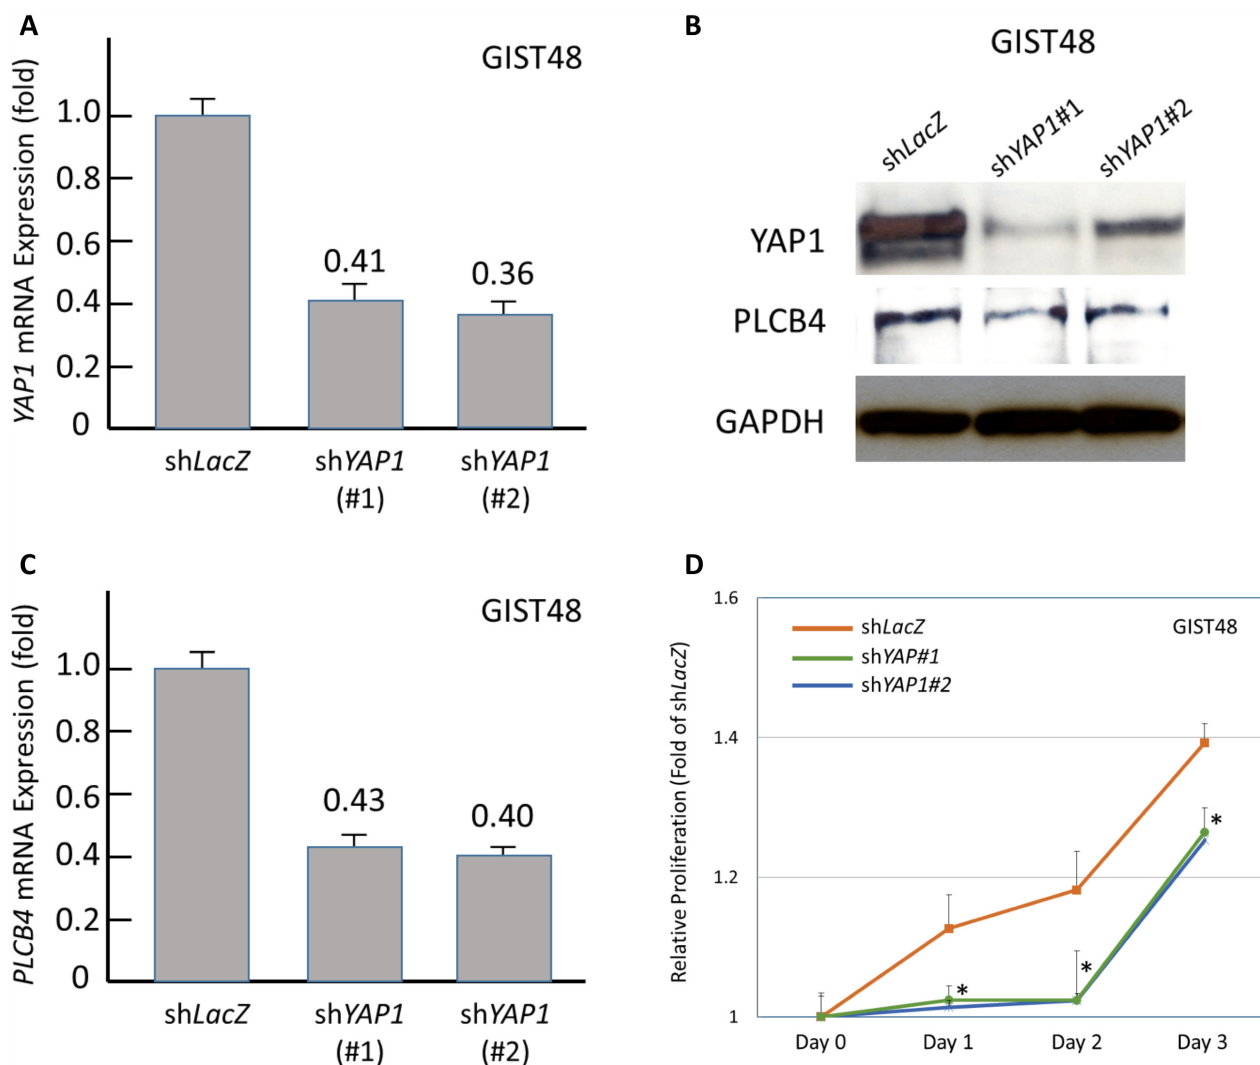 A
GIST48
YAP1 mRNA Expression (fold)
1.0
0.8
0.6
0.4
0.2
0
0.41
0.36
shLacZ
shYAP1
(#1)
shYAP1
(#2)
B
GIST48
shLacZ
shYAP1#1
shYAP1#2
YAP1
PLCB4
GAPDH
C
GIST48
PLCB4 mRNA Expression (fold)
1.0
0.8
0.6
0.4
0.2
0
0.43
0.40
shLacZ
shYAP1
(#1)
shYAP1
(#2)
D
Relative Proliferation (Fold of shLacZ)
1.6
1.4
1.2
1
shLacZ
shYAP#1
shYAP1#2
GIST48
*
*
*
Day 0
Day 1
Day 2
Day 3